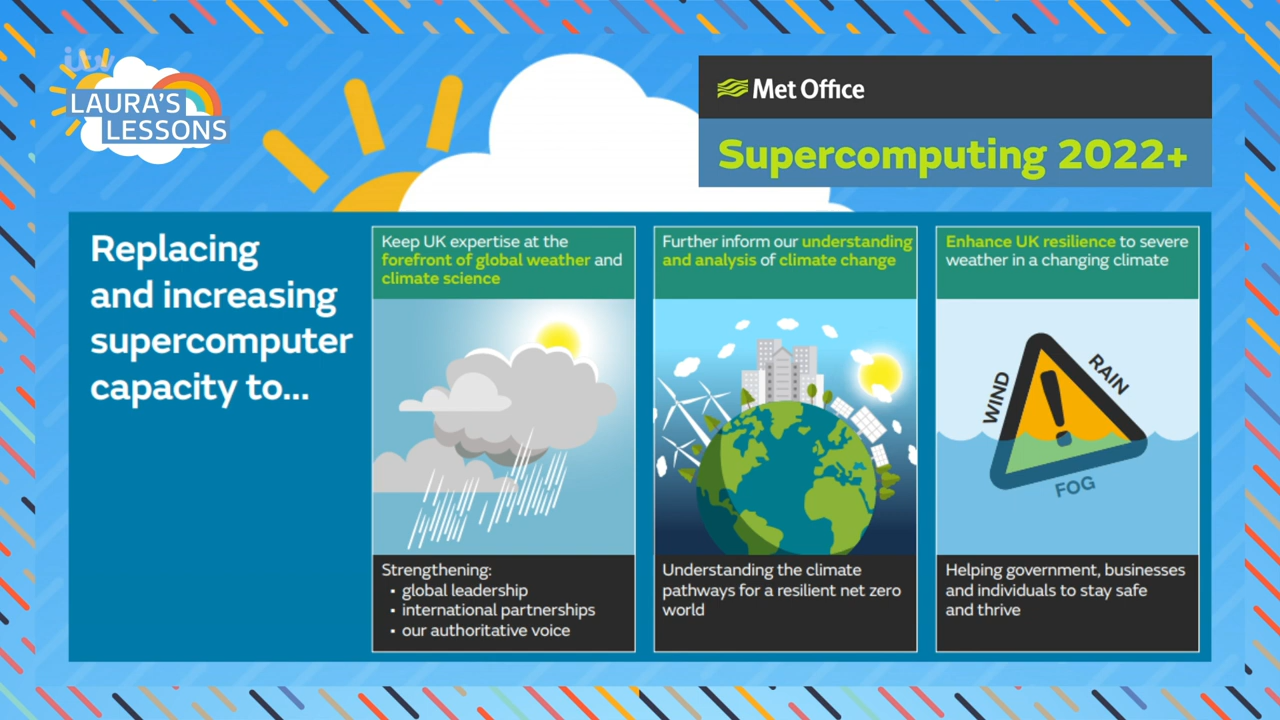 itv
LAURA'S
LESSONS
Met Office
Supercomputing 2022+
Replacing
and increasing
supercomputer
capacity to...
Keep UK expertise at the
forefront of global weather and
climate science
Strengthening:
• global leadership
• international partnerships
• our authoritative voice
Further inform our understanding
and analysis of climate change
Understanding the climate
pathways for a resilient net zero
world
Enhance UK resilience to severe
weather in a changing climate
WIND
RAIN
!
FOG
Helping government, businesses
and individuals to stay safe
and thrive